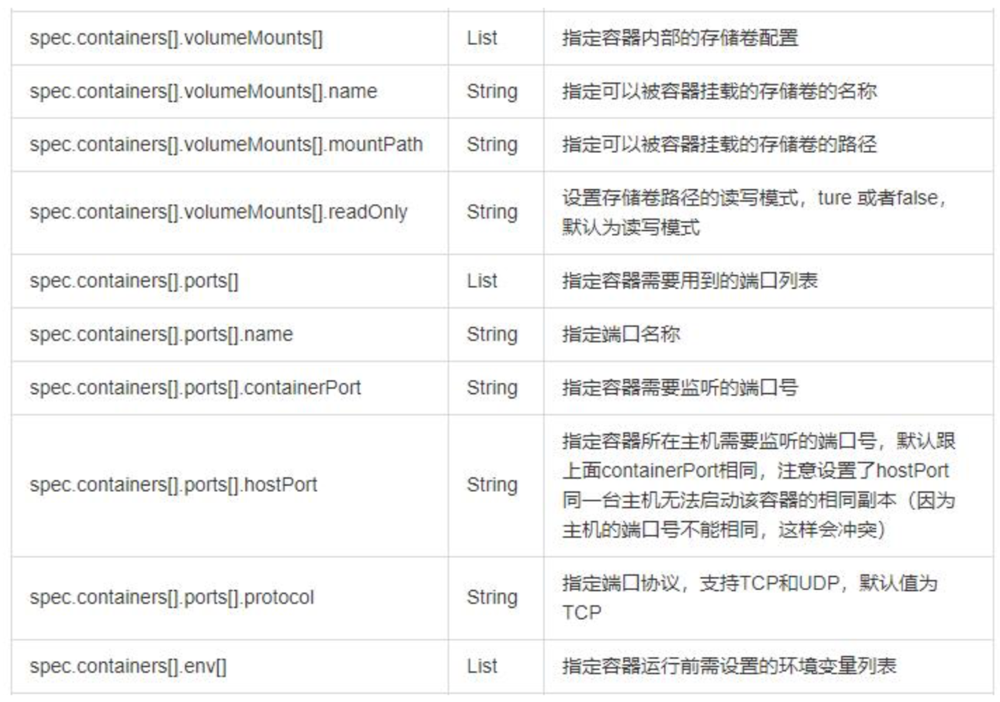 spec.containers[].volumeMounts[] List 指定容器内部的存储卷配置
spec.containers[].volumeMounts[].name String 指定可以被容器挂载的存储卷的名称
spec.containers[].volumeMounts[].mountPath String 指定可以被容器挂载的存储卷的路径
spec.containers[].volumeMounts[].readOnly String 设置存储卷路径的读写模式，ture 或者false，
默认为读写模式
spec.containers[].ports[] List 指定容器需要用到的端口列表
spec.containers[].ports[].name String 指定端口名称
spec.containers[].ports[].containerPort String 指定容器需要监听的端口号
spec.containers[].ports[].hostPort String 指定容器所在主机需要监听的端口号，默认跟
上面containerPort相同，注意设置了hostPort
同一台主机无法启动该容器的相同副本（因为
主机的端口号不能相同，这样会冲突）
spec.containers[].ports[].protocol String 指定端口协议，支持TCP和UDP，默认值为
TCP
spec.containers[].env[] List 指定容器运行前需设置的环境变量列表